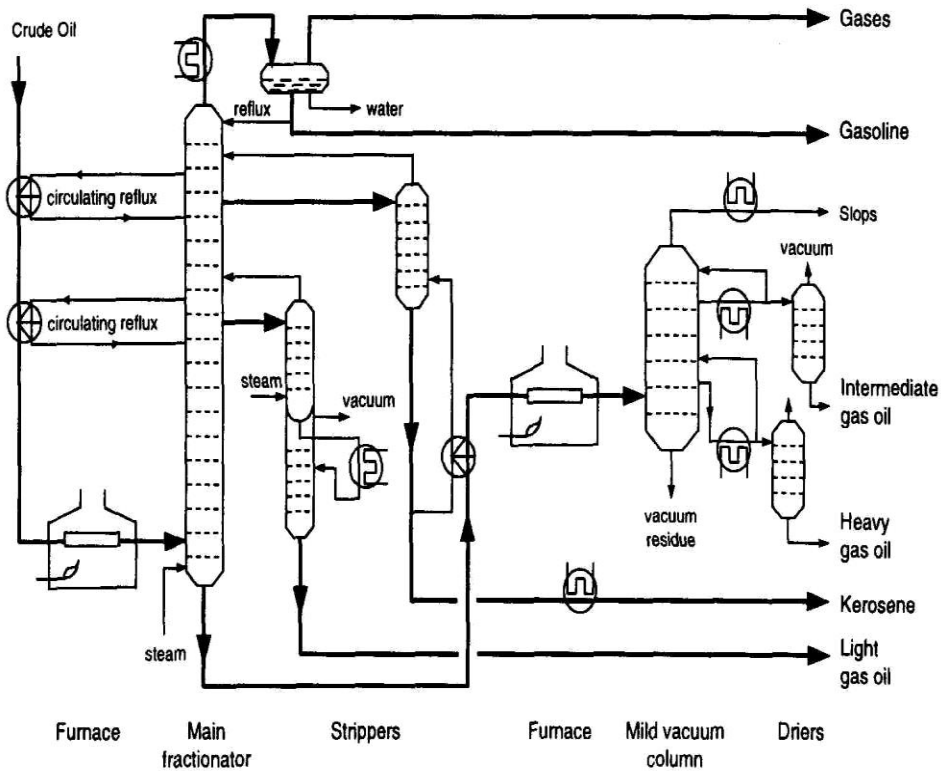 Crude Oil
Gases
reflux
water
Gasoline
circulating reflux
Slops
vacuum
circulating reflux
steam
vacuum
Intermediate
gas oil
vacuum
residue
Heavy
gas oil
Kerosene
steam
Light
gas oil
Furnace
Main
fractionator
Strippers
Furnace
Mild vacuum
column
Driers